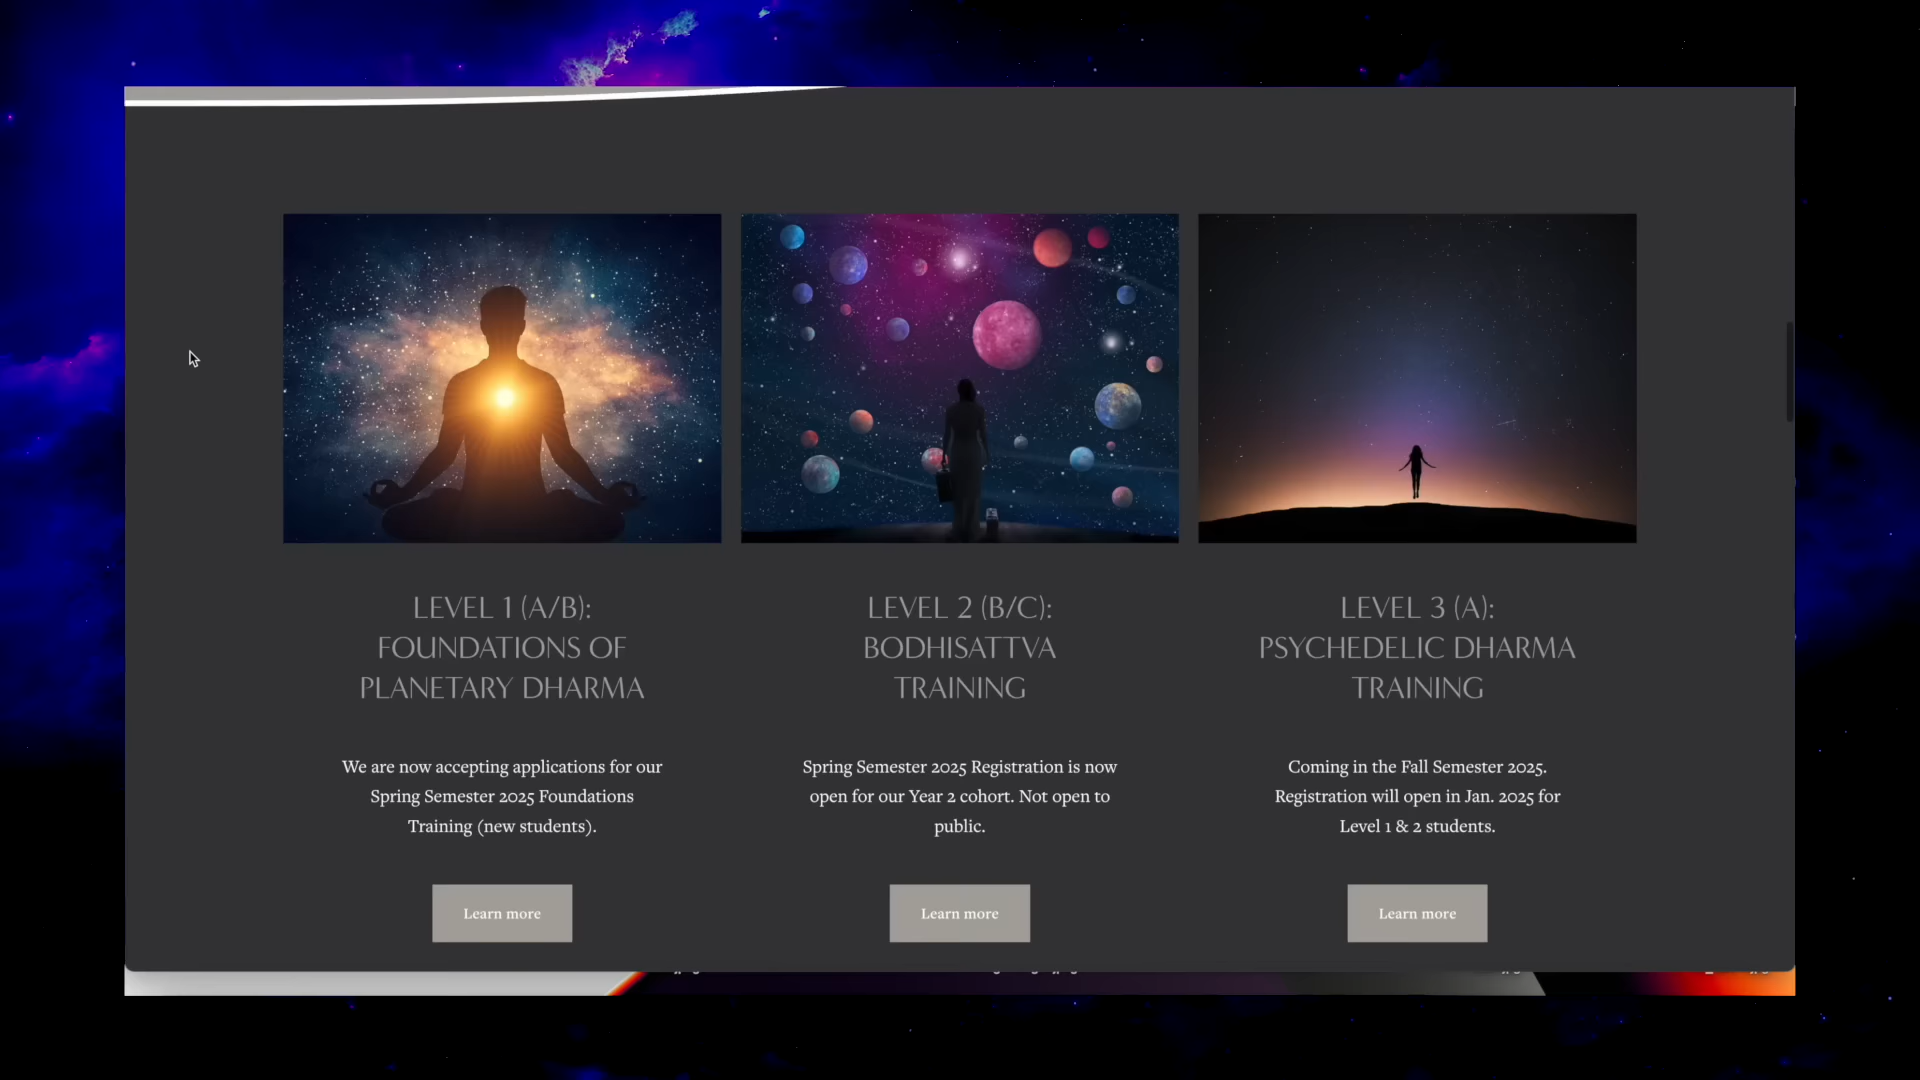 LEVEL 1 (A/B):
FOUNDATIONS OF
PLANETARY DHARMA
We are now accepting applications for our
Spring Semester 2025 Foundations
Training (new students).
Learn more
LEVEL 2 (B/C):
BODHISATTVA
TRAINING
Spring Semester 2025 Registration is now
open for our Year 2 cohort. Not open to
public.
Learn more
LEVEL 3 (A):
PSYCHEDELIC DHARMA
TRAINING
Coming in the Fall Semester 2025.
Registration will open in Jan. 2025 for
Level 1 & 2 students.
Learn more